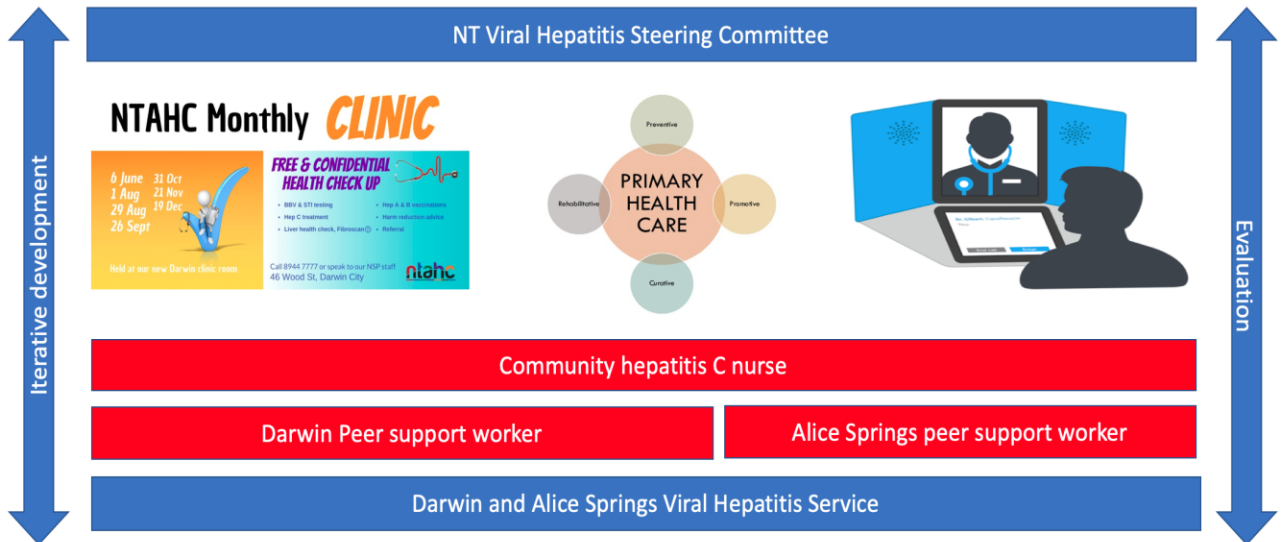 NT Viral Hepatitis Steering Committee
Iterative development
NTAHC Monthly CLINIC
6 June
1 Aug
29 Aug
26 Sept
31 Oct
21 Nov
19 Dec
Held at our new Darwin clinic room
FREE & CONFIDENTIAL
HEALTH CHECK UP
• BBV & STI testing
• Hep C treatment
• Liver health check, Fibroscan®
• Hep A & B vaccinations
• Harm reduction advice
• Referral
Call 8944 7777 or speak to our NSP staff
46 Wood St, Darwin City
ntahc
Preventive
Rehabilitative
PRIMARY
HEALTH
CARE
Promotive
Curative
Evaluation
Community hepatitis C nurse
Darwin Peer support worker
Alice Springs peer support worker
Darwin and Alice Springs Viral Hepatitis Service